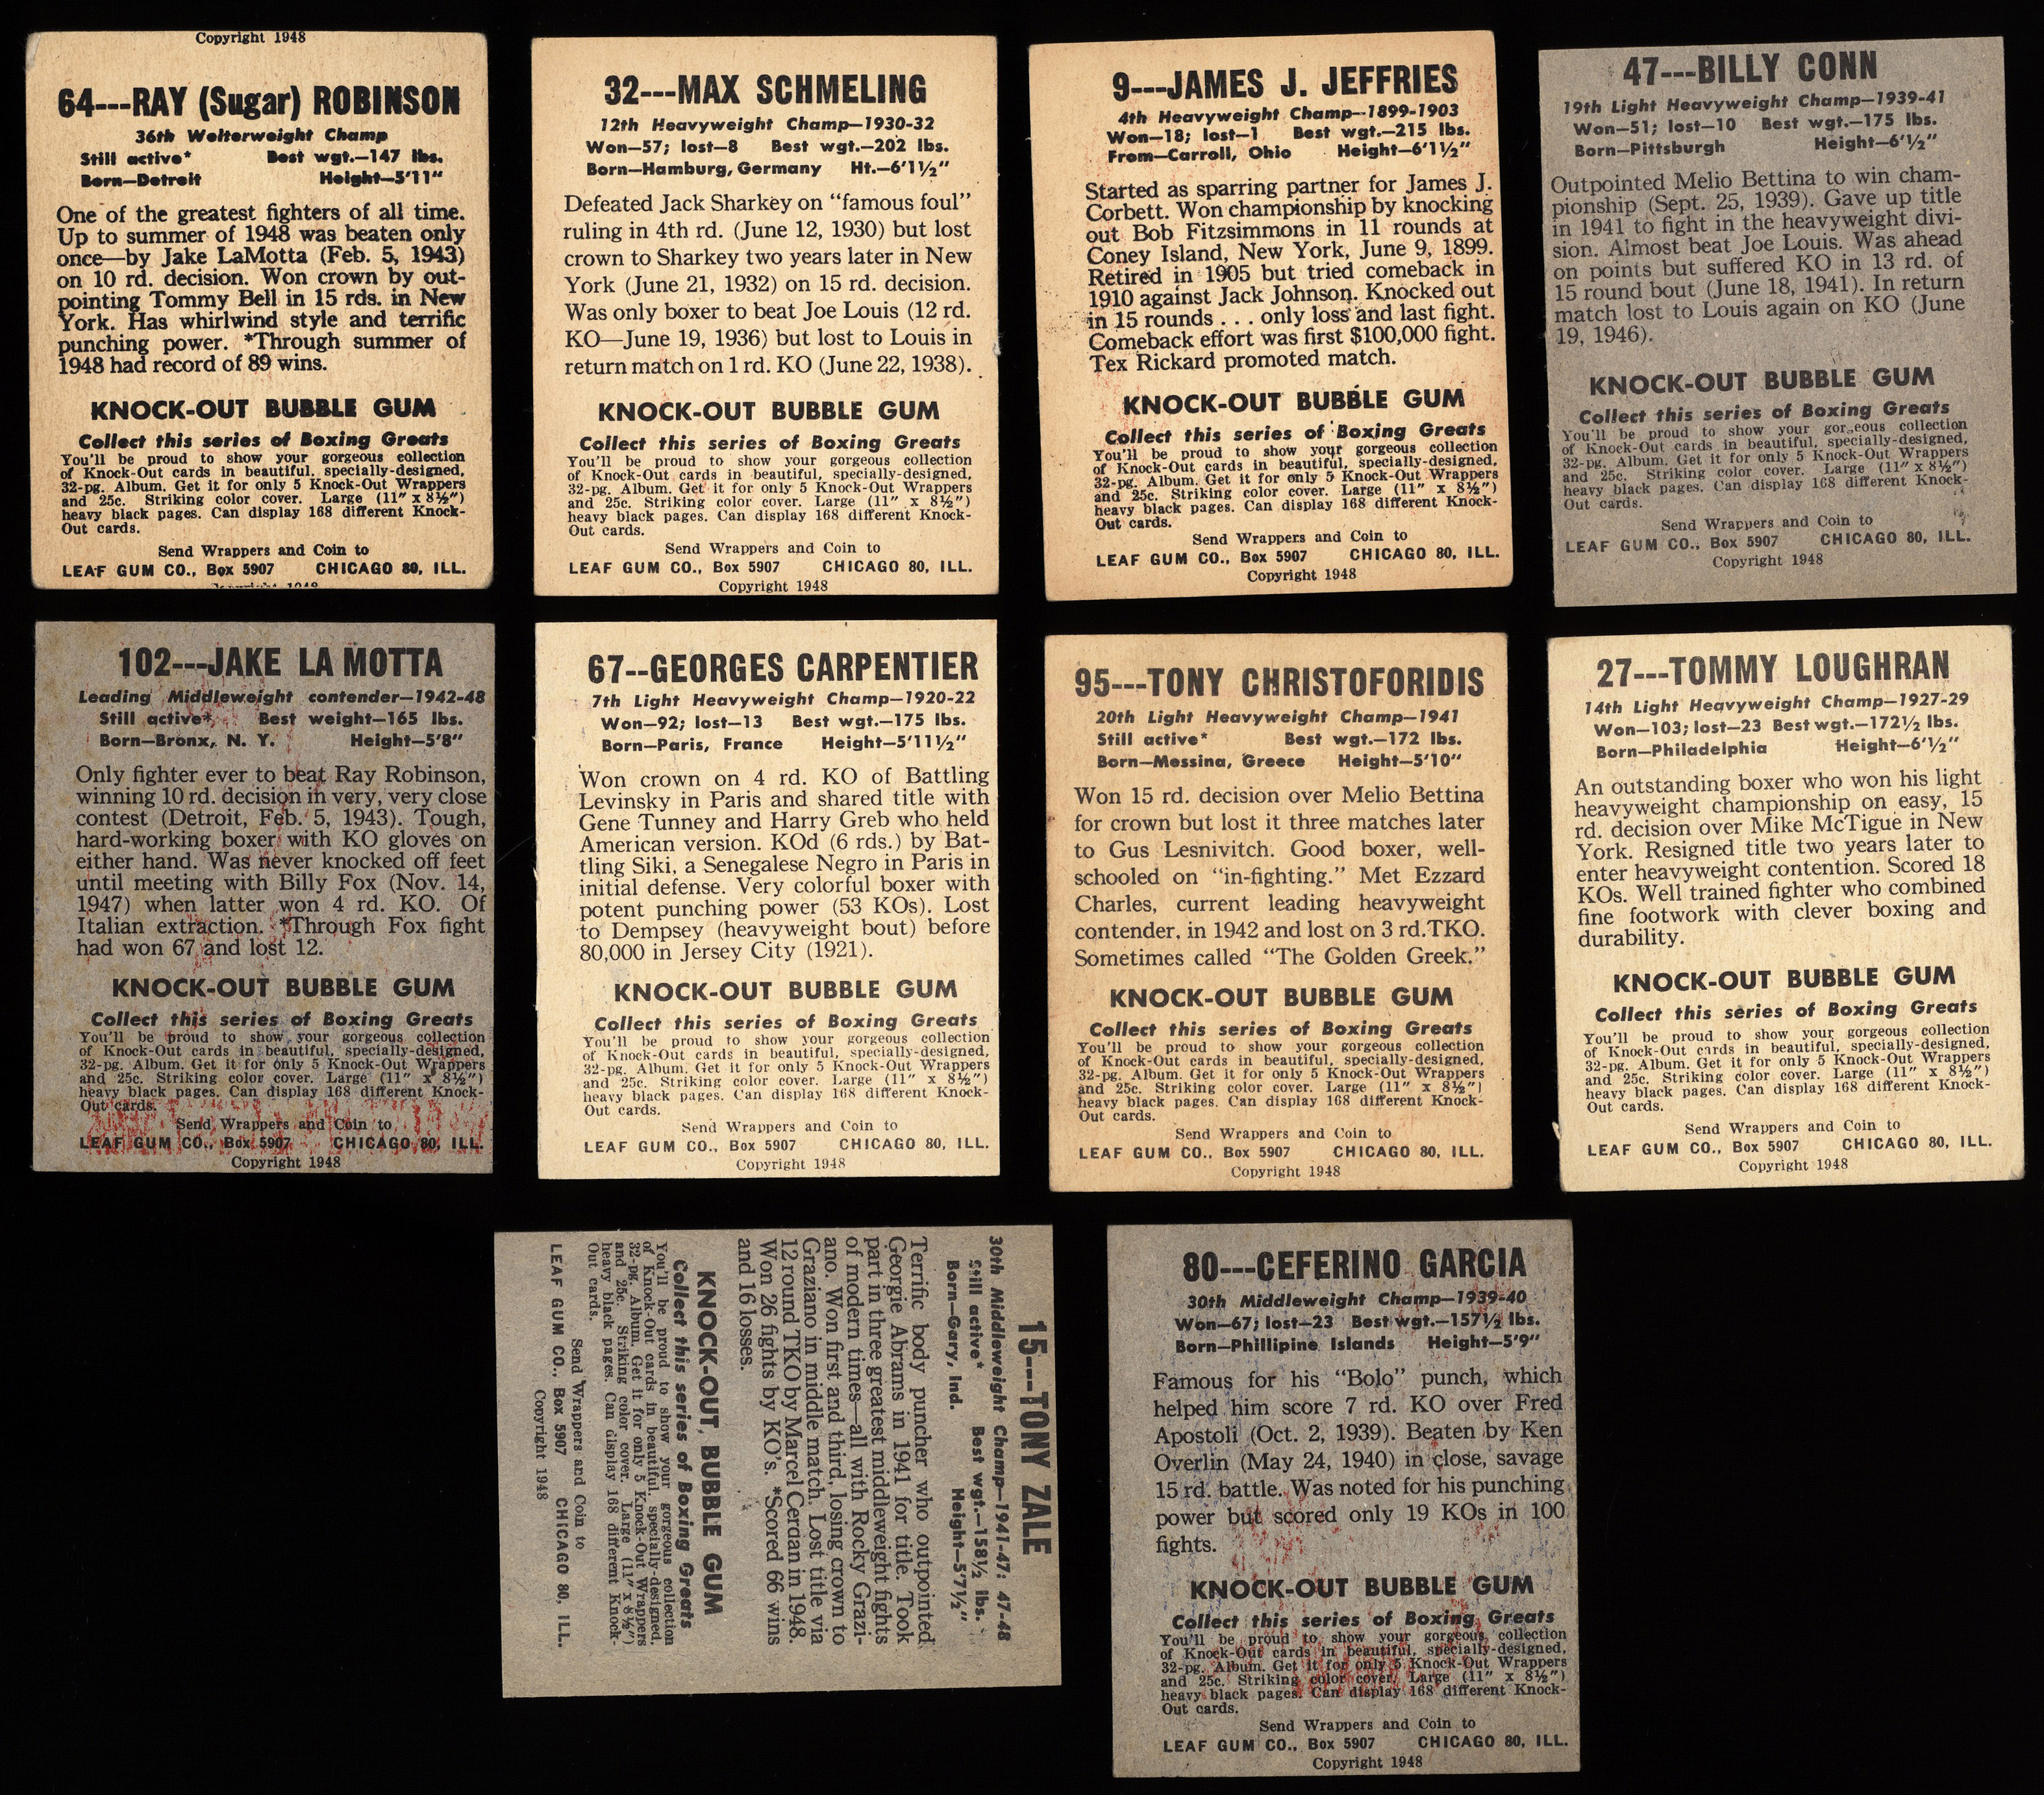 Copyright 1948
64---RAY (Sugar) ROBINSON
36th Welterweight Champ
Still active* Best wgt.—147 lbs.
Born—Detroit Height—5'11"
One of the greatest fighters of all time.
Up to summer of 1948 was beaten only
once—by Jake LaMotta (Feb. 5, 1943)
on 10 rd. decision. Won crown by out-
pointing Tommy Bell in 15 rds. in New
York. Has whirlwind style and terrific
punching power. *Through summer of
1948 had record of 89 wins.
KNOCK-OUT BUBBLE GUM
Collect this series of Boxing Greats
You'll be proud to show your gorgeous collection
of Knock-Out cards in beautiful, specially-designed,
32-pg. Album. Get it for only 5 Knock-Out Wrappers
and 25c. Striking color cover. Large (11" x 8½")
heavy black pages. Can display 168 different Knock-
Out cards.
Send Wrappers and Coin to
LEAF GUM CO., Box 5907 CHICAGO 80, ILL.
Copyright 1948
32---MAX SCHMELING
12th Heavyweight Champ—1930-32
Won—57; lost—8 Best wgt.—202 lbs.
Born—Hamburg, Germany Ht.—6'1½"
Defeated Jack Sharkey on "famous foul"
ruling in 4th rd. (June 12, 1930) but lost
crown to Sharkey two years later in New
York (June 21, 1932) on 15 rd. decision.
Was only boxer to beat Joe Louis (12 rd.
KO—June 19, 1936) but lost to Louis in
return match on 1 rd. KO (June 22, 1938).
KNOCK-OUT BUBBLE GUM
Collect this series of Boxing Greats
You'll be proud to show your gorgeous collection
of Knock-Out cards in beautiful, specially-designed,
32-pg. Album. Get it for only 5 Knock-Out Wrappers
and 25c. Striking color cover. Large (11" x 8½")
heavy black pages. Can display 168 different Knock-
Out cards.
Send Wrappers and Coin to
LEAF GUM CO., Box 5907 CHICAGO 80, ILL.
Copyright 1948
9---JAMES J. JEFFRIES
4th Heavyweight Champ--1899-1903
Won—18; lost—1 Best wgt.—215 lbs.
From—Carroll, Ohio Height—6'1½"
Started as sparring partner for James J.
Corbett. Won championship by knocking
out Bob Fitzsimmons in 11 rounds at
Coney Island, New York, June 9, 1899.
Retired in 1905 but tried comeback in
1910 against Jack Johnson. Knocked out
in 15 rounds . . . only loss and last fight.
Comeback effort was first $100,000 fight.
Tex Rickard promoted match.
KNOCK-OUT BUBBLE GUM
Collect this series of Boxing Greats
You'll be proud to show your gorgeous collection
of Knock-Out cards in beautiful, specially-designed,
32-pg. Album. Get it for only 5 Knock-Out Wrappers
and 25c. Striking color cover. Large (11" x 8½")
heavy black pages. Can display 168 different Knock-
Out cards.
Send Wrappers and Coin to
LEAF GUM CO., Box 5907 CHICAGO 80, ILL.
Copyright 1948
47---BILLY CONN
19th Light Heavyweight Champ—1939-41
Won—51; lost—10 Best wgt.—175 lbs.
Born—Pittsburgh Height—6'½"
Outpointed Melio Bettina to win cham-
pionship (Sept. 25, 1939). Gave up title
in 1941 to fight in the heavyweight divi-
sion. Almost beat Joe Louis. Was ahead
on points but suffered KO in 13 rd. of
15 round bout (June 18, 1941). In return
match lost to Louis again on KO (June
19, 1946).
KNOCK-OUT BUBBLE GUM
Collect this series of Boxing Greats
You'll be proud to show your gorgeous collection
of Knock-Out cards in beautiful, specially-designed,
32-pg. Album. Get it for only 5 Knock-Out Wrappers
and 25c. Striking color cover. Large (11" x 8½")
heavy black pages. Can display 168 different Knock-
Out cards.
Send Wrappers and Coin to
LEAF GUM CO., Box 5907 CHICAGO 80, ILL.
Copyright 1948
102---JAKE LA MOTTA
Leading Middleweight contender—1942-48
Still active* Best weight—165 lbs.
Born—Bronx, N. Y. Height—5'8"
Only fighter ever to beat Ray Robinson,
winning 10 rd. decision in very, very close
contest (Detroit, Feb. 5, 1943). Tough,
hard-working boxer with KO gloves on
either hand. Was never knocked off feet
until meeting with Billy Fox (Nov. 14,
1947) when latter won 4 rd. KO. Of
Italian extraction. *Through Fox fight
had won 67 and lost 12.
KNOCK-OUT BUBBLE GUM
Collect this series of Boxing Greats
You'll be proud to show your gorgeous collection
of Knock-Out cards in beautiful, specially-designed,
32-pg. Album. Get it for only 5 Knock-Out Wrappers
and 25c. Striking color cover. Large (11" x 8½")
heavy black pages. Can display 168 different Knock-
Out cards.
Send Wrappers and Coin to
LEAF GUM CO., Box 5907 CHICAGO 80, ILL.
Copyright 1948
67--GEORGES CARPENTIER
7th Light Heavyweight Champ—1920-22
Won—92; lost—13 Best wgt.—175 lbs.
Born—Paris, France Height—5'11½"
Won crown on 4 rd. KO of Battling
Levinsky in Paris and shared title with
Gene Tunney and Harry Greb who held
American version. KOd (6 rds.) by Bat-
tling Siki, a Senegalese Negro in Paris in
initial defense. Very colorful boxer with
potent punching power (53 KOs). Lost
to Dempsey (heavyweight bout) before
80,000 in Jersey City (1921).
KNOCK-OUT BUBBLE GUM
Collect this series of Boxing Greats
You'll be proud to show your gorgeous collection
of Knock-Out cards in beautiful, specially-designed,
32-pg. Album. Get it for only 5 Knock-Out Wrappers
and 25c. Striking color cover. Large (11" x 8½")
heavy black pages. Can display 168 different Knock-
Out cards.
Send Wrappers and Coin to
LEAF GUM CO., Box 5907 CHICAGO 80, ILL.
Copyright 1948
95---TONY CHRISTOFORIDIS
20th Light Heavyweight Champ—1941
Still active* Best wgt.—172 lbs.
Born—Messina, Greece Height—5'10"
Won 15 rd. decision over Melio Bettina
for crown but lost it three matches later
to Gus Lesnivitch. Good boxer, well-
schooled on "in-fighting." Met Ezzard
Charles, current leading heavyweight
contender, in 1942 and lost on 3 rd.TKO.
Sometimes called "The Golden Greek."
KNOCK-OUT BUBBLE GUM
Collect this series of Boxing Greats
You'll be proud to show your gorgeous collection
of Knock-Out cards in beautiful, specially-designed,
32-pg. Album. Get it for only 5 Knock-Out Wrappers
and 25c. Striking color cover. Large (11" x 8½")
heavy black pages. Can display 168 different Knock-
Out cards.
Send Wrappers and Coin to
LEAF GUM CO., Box 5907 CHICAGO 80, ILL.
Copyright 1948
27---TOMMY LOUGHRAN
14th Light Heavyweight Champ—1927-29
Won—103; lost—23 Best wgt.—172½ lbs.
Born—Philadelphia Height—6'½"
An outstanding boxer who won his light
heavyweight championship on easy, 15
rd. decision over Mike McTigue in New
York. Resigned title two years later to
enter heavyweight contention. Scored 18
KOs. Well trained fighter who combined
fine footwork with clever boxing and
durability.
KNOCK-OUT BUBBLE GUM
Collect this series of Boxing Greats
You'll be proud to show your gorgeous collection
of Knock-Out cards in beautiful, specially-designed,
32-pg. Album. Get it for only 5 Knock-Out Wrappers
and 25c. Striking color cover. Large (11" x 8½")
heavy black pages. Can display 168 different Knock-
Out cards.
Send Wrappers and Coin to
LEAF GUM CO., Box 5907 CHICAGO 80, ILL.
Copyright 1948
15---TONY ZALE
30th Middleweight Champ—1941-47: 47-48
Still active* Best wgt.—158½ lbs.
Born—Gary, Ind. Height—5'7½"
Terrific body puncher who outpointed
Georgie Abrams in 1941 for title. Took
part in three greatest middleweight fights
of modern times—all with Rocky Grazi-
ano. Won first and third, losing crown to
Graziano in middle match. Lost title via
12 round TKO by Marcel Cerdan in 1948.
Won 26 fights by KO's. *Scored 66 wins
and 16 losses.
KNOCK-OUT BUBBLE GUM
Collect this series of Boxing Greats
You'll be proud to show your gorgeous collection
of Knock-Out cards in beautiful, specially-designed,
32-pg. Album. Get it for only 5 Knock-Out Wrappers
and 25c. Striking color cover. Large (11" x 8½")
heavy black pages. Can display 168 different Knock-
Out cards.
Send Wrappers and Coin to
LEAF GUM CO., Box 5907 CHICAGO 80, ILL.
Copyright 1948
80---CEFERINO GARCIA
30th Middleweight Champ—1939-40
Won—67; lost—23 Best wgt.—157½ lbs.
Born—Phillipine Islands Height—5'9"
Famous for his "Bolo" punch, which
helped him score 7 rd. KO over Fred
Apostoli (Oct. 2, 1939). Beaten by Ken
Overlin (May 24, 1940) in close, savage
15 rd. battle. Was noted for his punching
power but scored only 19 KOs in 100
fights.
KNOCK-OUT BUBBLE GUM
Collect this series of Boxing Greats
You'll be proud to show your gorgeous collection
of Knock-Out cards in beautiful, specially-designed,
32-pg. Album. Get it for only 5 Knock-Out Wrappers
and 25c. Striking color cover. Large (11" x 8½")
heavy black pages. Can display 168 different Knock-
Out cards.
Send Wrappers and Coin to
LEAF GUM CO., Box 5907 CHICAGO 80, ILL.
Copyright 1948